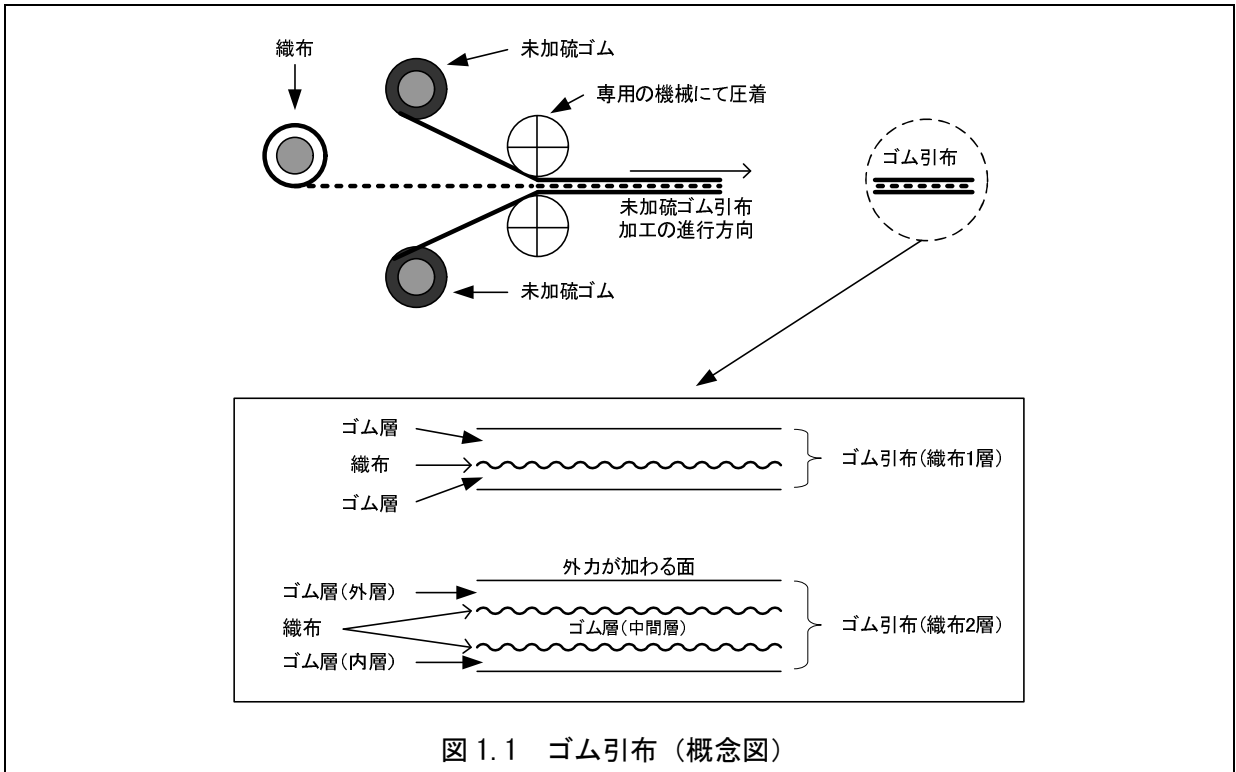 織布
未加硫ゴム
専用の機械にて圧着
ゴム引布
未加硫ゴム引布
加工の進行方向
未加硫ゴム
ゴム層
織布
ゴム層
ゴム引布(織布1層)
外力が加わる面
ゴム層(外層)
織布
ゴム層(中間層)
ゴム層(内層)
ゴム引布(織布2層)
図1.1 ゴム引布（概念図）